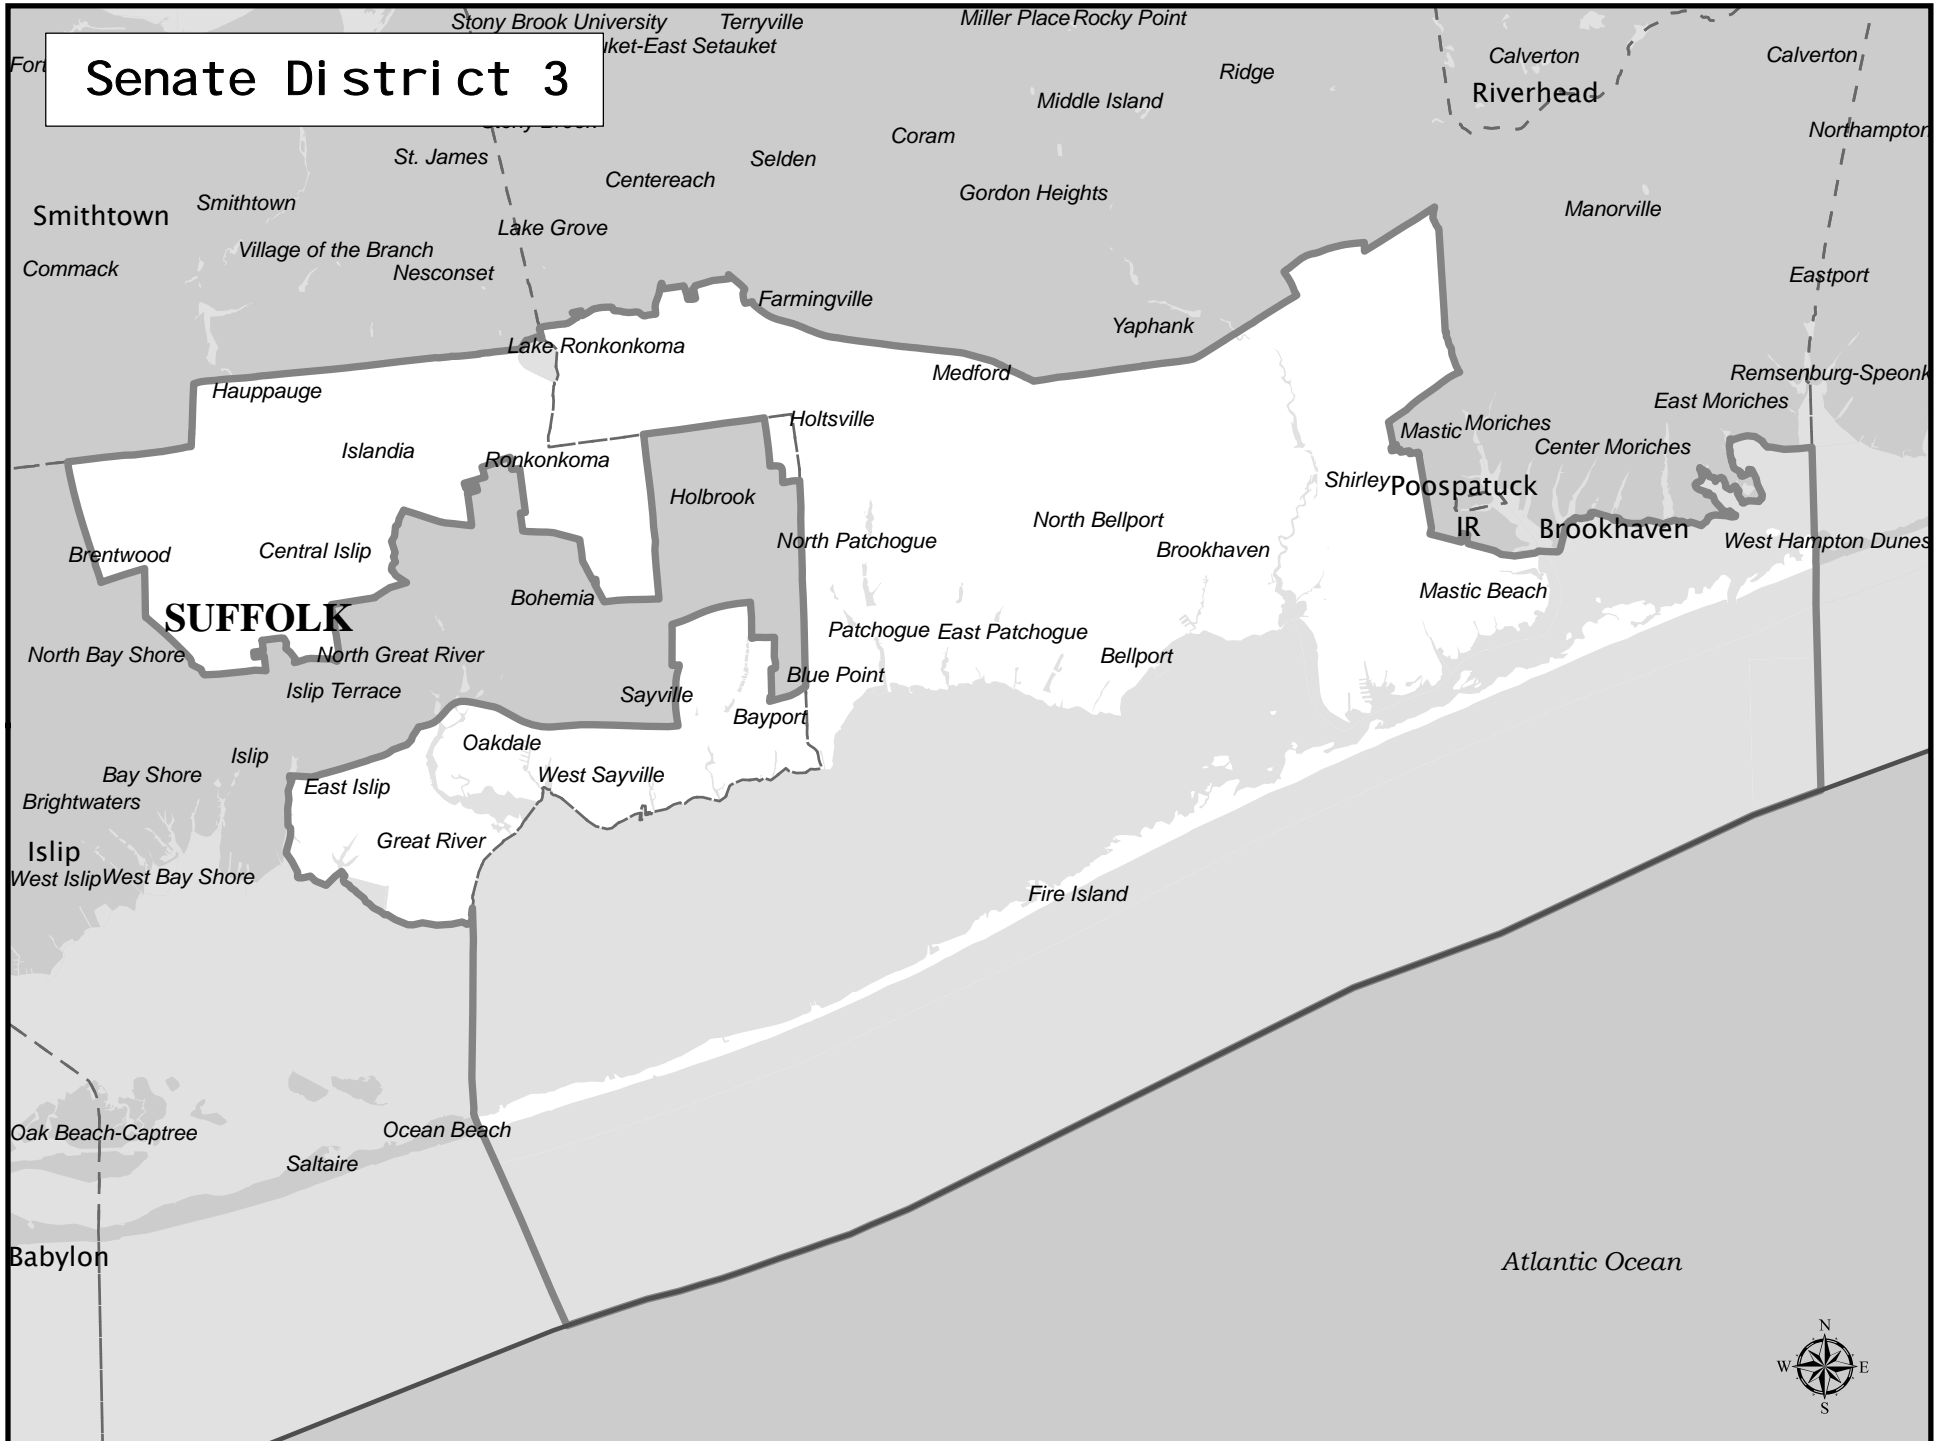 Stony Brook University
Terryville
Miller Place
Rocky Point
uket-East Setauket
Fort
Senate District 3
Calverton
Calverton
Ridge
Riverhead
Middle Island
Stony Brook
Northampton
Coram
St. James
Selden
Centereach
Gordon Heights
Smithtown
Smithtown
Manorville
Lake Grove
Village of the Branch
Commack
Nesconset
Eastport
Farmingville
Yaphank
Lake Ronkonkoma
Medford
Remsenburg-Speonk
Hauppauge
East Moriches
Holtsville
Mastic
Moriches
Center Moriches
Islandia
Ronkonkoma
Holbrook
Shirley
Poospatuck
IR
North Bellport
Brookhaven
North Patchogue
Brookhaven
West Hampton Dunes
Brentwood
Central Islip
Bohemia
Mastic Beach
SUFFOLK
Patchogue
East Patchogue
North Bay Shore
North Great River
Bellport
Blue Point
Islip Terrace
Sayville
Bayport
Oakdale
Islip
Bay Shore
West Sayville
East Islip
Brightwaters
Great River
Islip
West Islip
West Bay Shore
Fire Island
Ocean Beach
Oak Beach-Captree
Saltaire
Babylon
Atlantic Ocean
N
W
E
S